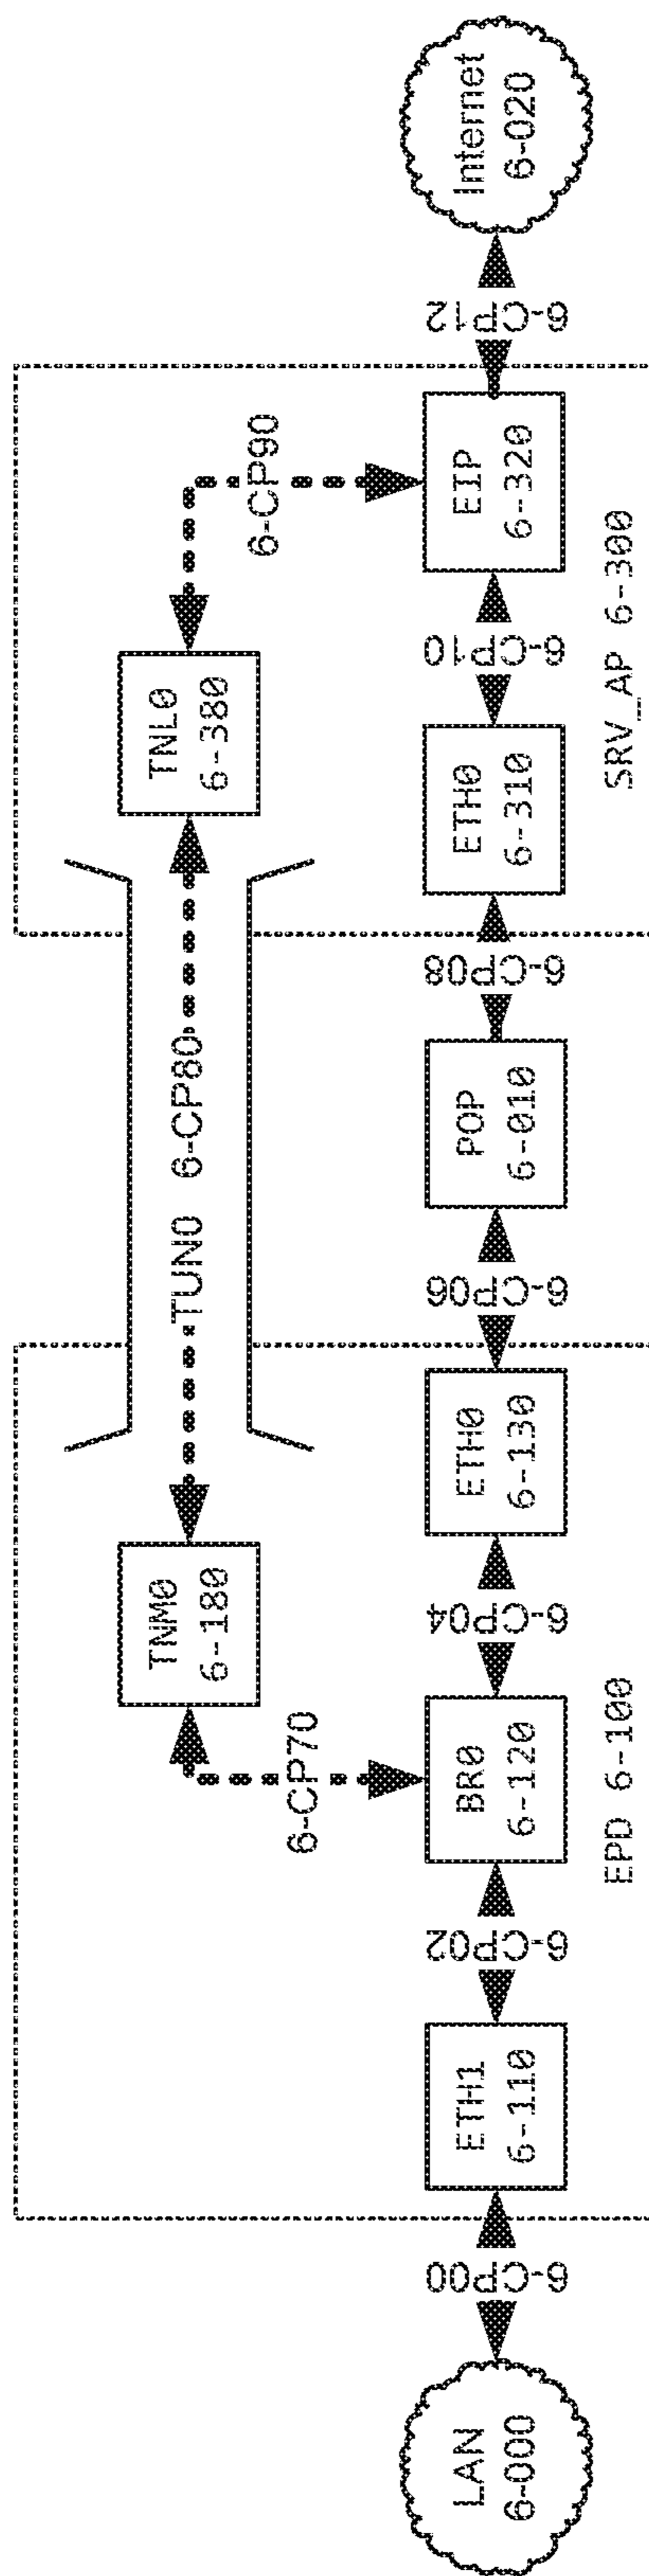 TNM0
6-180
TUN0 6-CP80
TNL0
6-380
6-CP70
6-CP90
LAN
6-000
6-CP00
ETH1
6-110
6-CP02
BR0
6-120
6-CP04
ETH0
6-130
6-CP06
POP
6-010
6-CP08
ETH0
6-310
6-CP10
EIP
6-320
6-CP12
Internet
6-020
EPD 6-100
SRV_AP 6-300